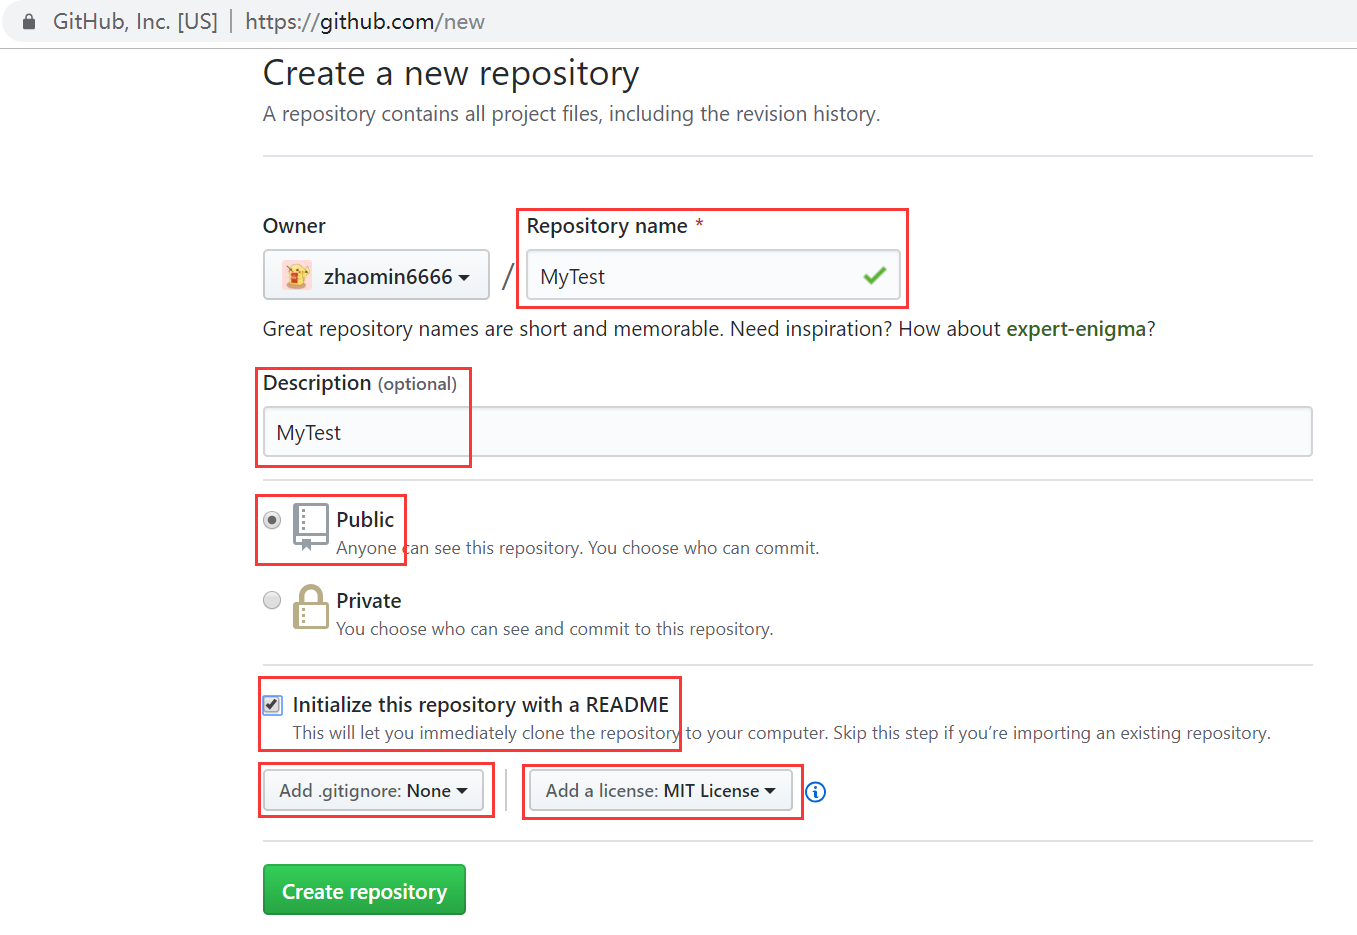 GitHub, Inc. [US] | https://github.com/new
Create a new repository
A repository contains all project files, including the revision history.
Owner
Repository name *
zhaomin6666 / MyTest
Great repository names are short and memorable. Need inspiration? How about expert-enigma?
Description (optional)
MyTest
Public
Anyone can see this repository. You choose who can commit.
Private
You choose who can see and commit to this repository.
Initialize this repository with a README
This will let you immediately clone the repository to your computer. Skip this step if you’re importing an existing repository.
Add .gitignore: None
Add a license: MIT License
Create repository